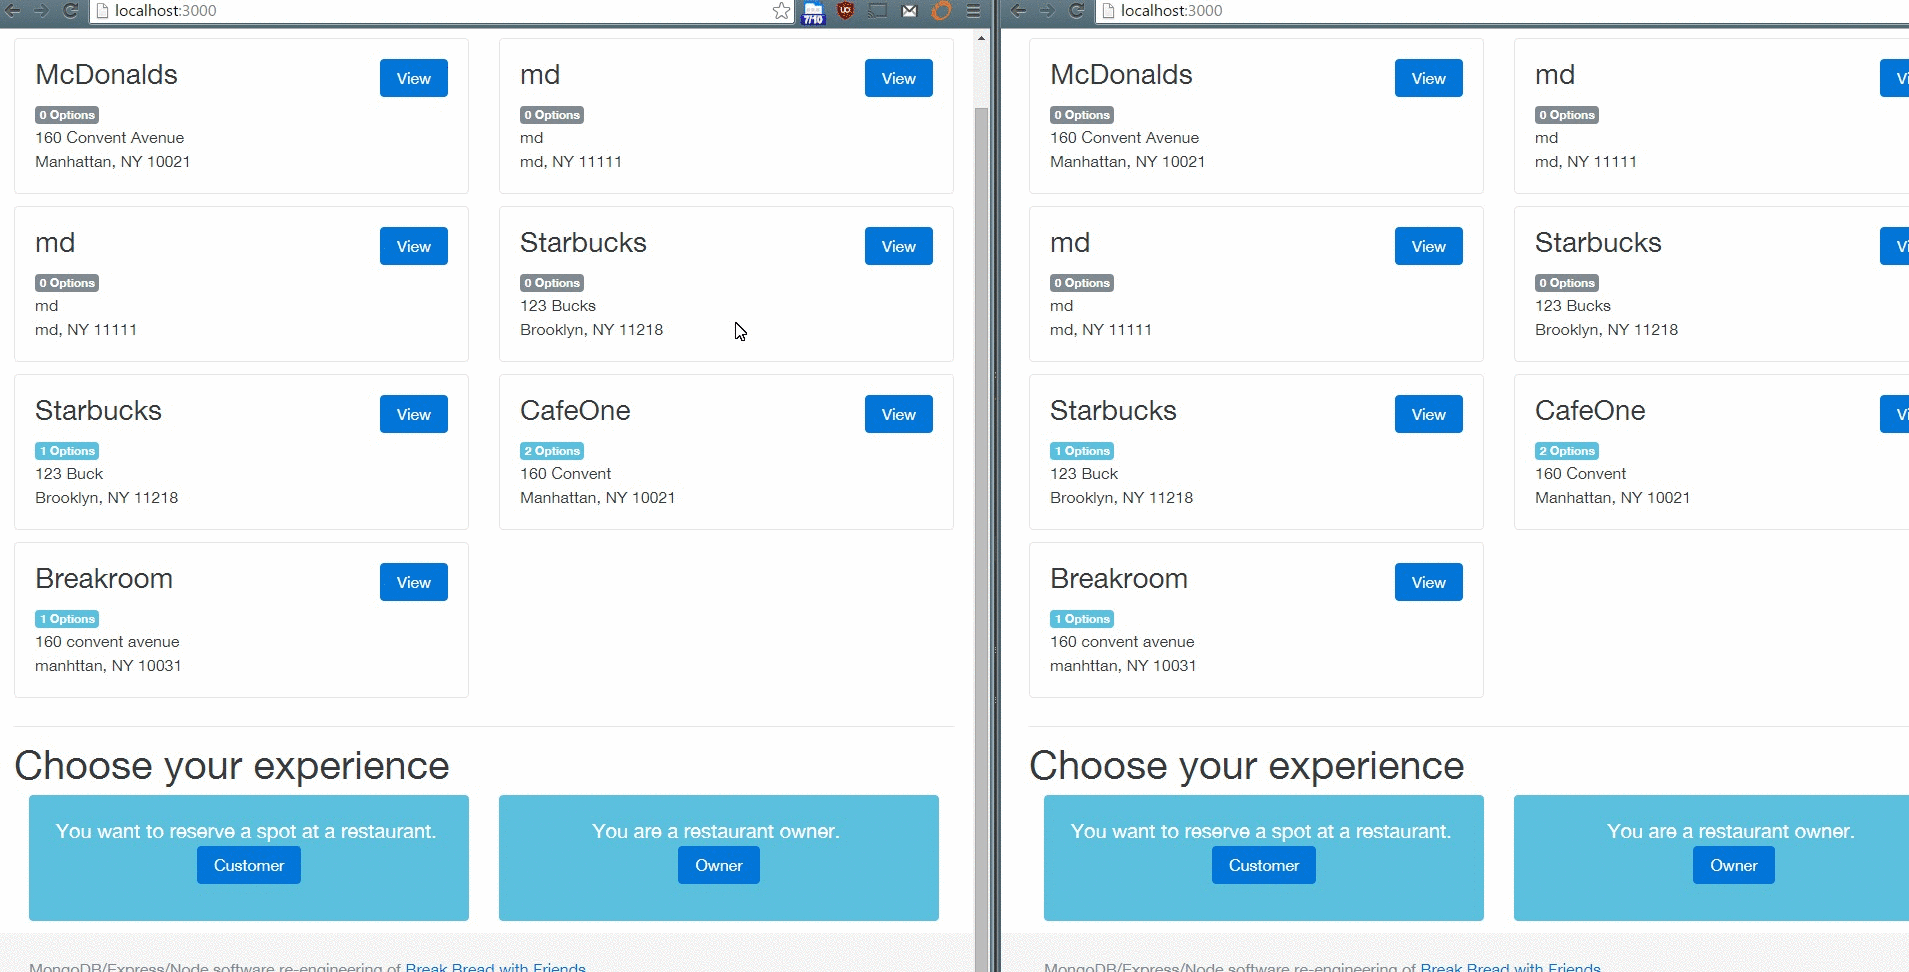 localhost:3000
7/10
McDonalds
View
0 Options
160 Convent Avenue
Manhattan, NY 10021
md
View
0 Options
md
md, NY 11111
md
View
0 Options
md
md, NY 11111
Starbucks
View
0 Options
123 Bucks
Brooklyn, NY 11218
Starbucks
View
1 Options
123 Buck
Brooklyn, NY 11218
CafeOne
View
2 Options
160 Convent
Manhattan, NY 10021
Breakroom
View
1 Options
160 convent avenue
manhttan, NY 10031
Choose your experience
You want to reserve a spot at a restaurant.
Customer
You are a restaurant owner.
Owner
MongoDB/Express/Node software re-engineering of Break Bread with Friends
localhost:3000
McDonalds
View
0 Options
160 Convent Avenue
Manhattan, NY 10021
md
Vi
0 Options
md
md, NY 11111
md
View
0 Options
md
md, NY 11111
Starbucks
Vi
0 Options
123 Bucks
Brooklyn, NY 11218
Starbucks
View
1 Options
123 Buck
Brooklyn, NY 11218
CafeOne
Vi
2 Options
160 Convent
Manhattan, NY 10021
Breakroom
View
1 Options
160 convent avenue
manhttan, NY 10031
Choose your experience
You want to reserve a spot at a restaurant.
Customer
You are a restaurant owner.
Owner
MongoDB/Express/Node software re-engineering of Break Bread with Friends